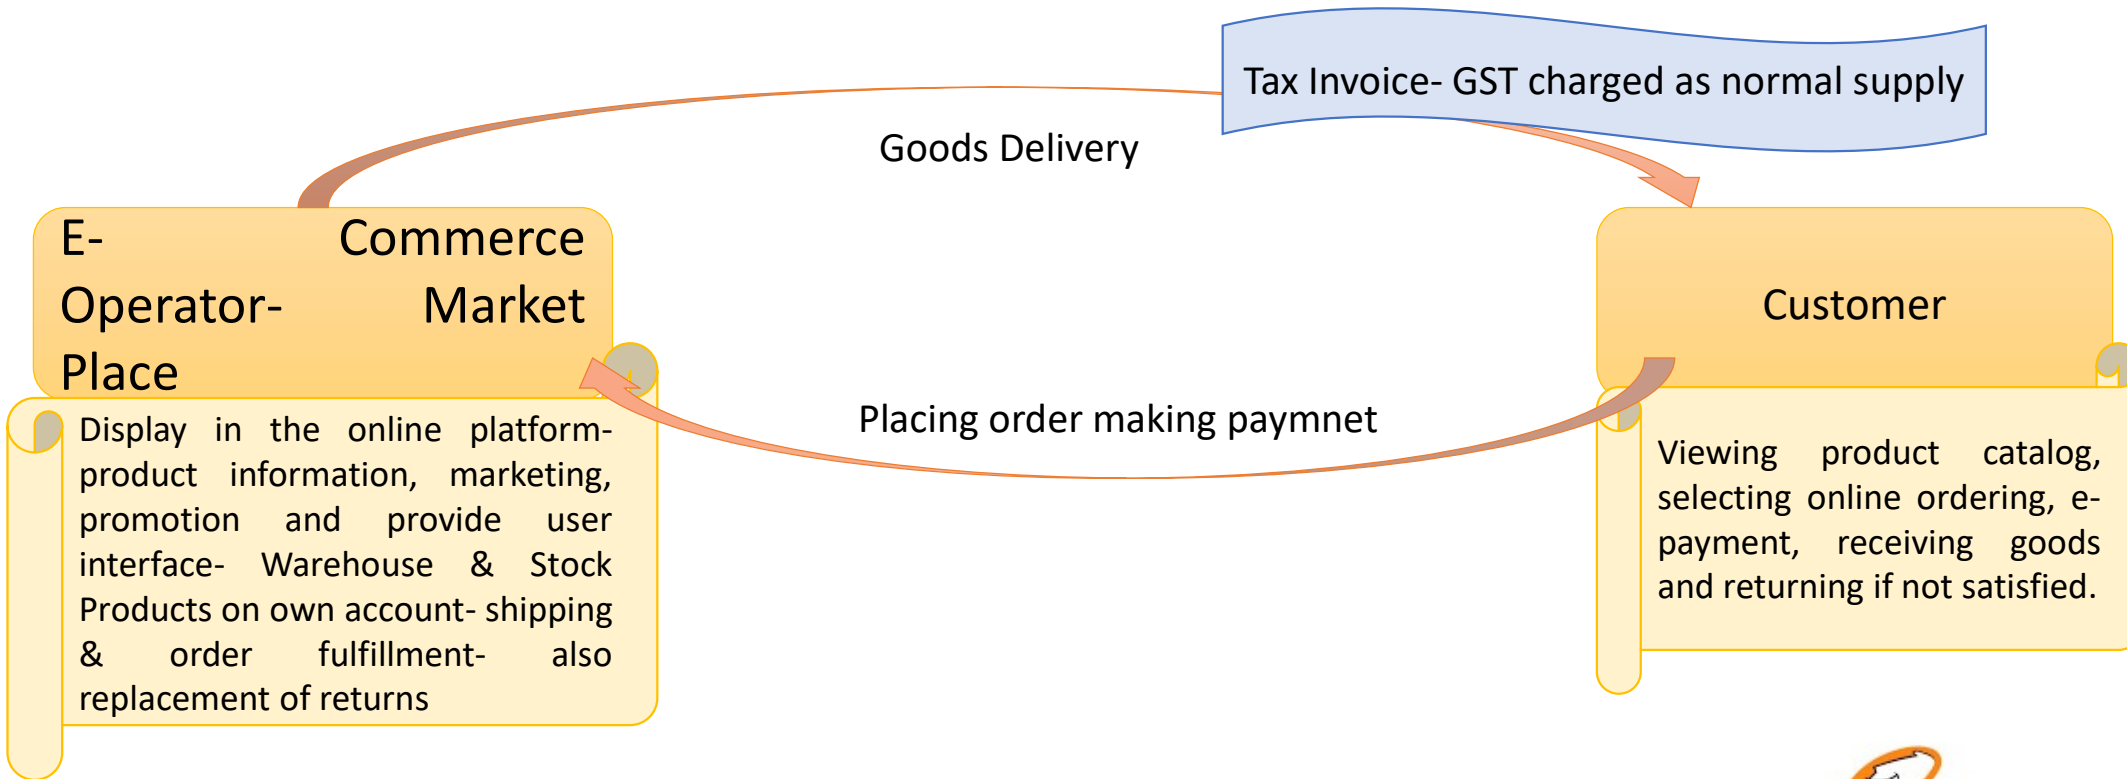 Tax Invoice- GST charged as normal supply
Goods Delivery
E- Commerce
Operator- Market
Place
Customer
Placing order making paymnet
Display in the online platform-
product information, marketing,
promotion and provide user
interface- Warehouse & Stock
Products on own account- shipping
& order fulfillment- also
replacement of returns
Viewing product catalog,
selecting online ordering, e-
payment, receiving goods
and returning if not satisfied.